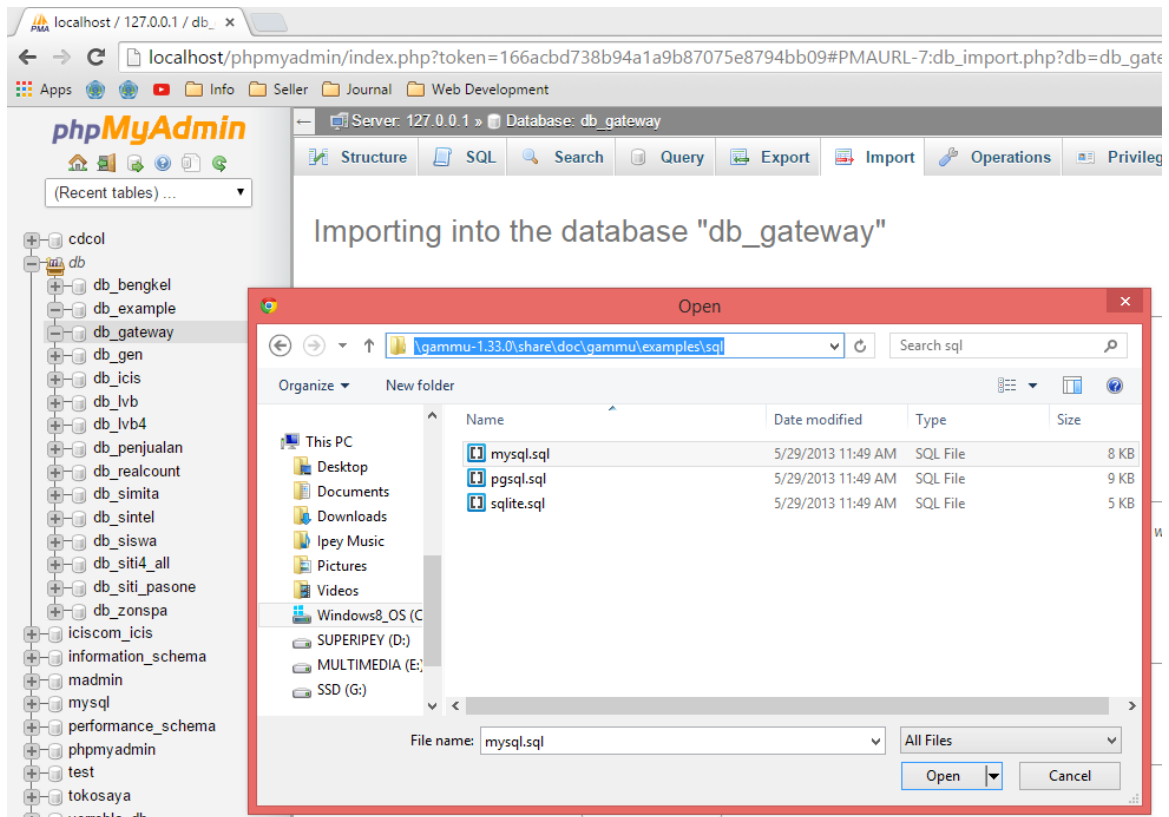 localhost / 127.0.0.1 / db_
localhost/phpmyadmin/index.php?token=166acbd738b94a1a9b87075e8794bb09#PMAURL-7:db_import.php?db=db_gate
Apps Info Seller Journal Web Development
phpMyAdmin
Server: 127.0.0.1 » Database: db_gateway
Structure SQL Search Query Export Import Operations Privileg
(Recent tables) ...
Importing into the database "db_gateway"
cdcol
db
db_bengkel
db_example
db_gateway
db_gen
db_icis
db_lvb
db_lvb4
db_penjualan
db_realcount
db_simita
db_sintel
db_siswa
db_siti4_all
db_siti_pasone
db_zonspa
iciscom_icis
information_schema
madmin
mysql
performance_schema
phpmyadmin
test
tokosaya
Open
\gammu-1.33.0\share\doc\gammu\examples\sql Search sql
Organize New folder
Name Date modified Type Size
mysql.sql 5/29/2013 11:49 AM SQL File 8 KB
pgsql.sql 5/29/2013 11:49 AM SQL File 9 KB
sqlite.sql 5/29/2013 11:49 AM SQL File 5 KB
This PC
Desktop
Documents
Downloads
Ipey Music
Pictures
Videos
Windows8_OS (C
SUPERIPEY (D:)
MULTIMEDIA (E:)
SSD (G:)
File name: mysql.sql All Files
Open Cancel